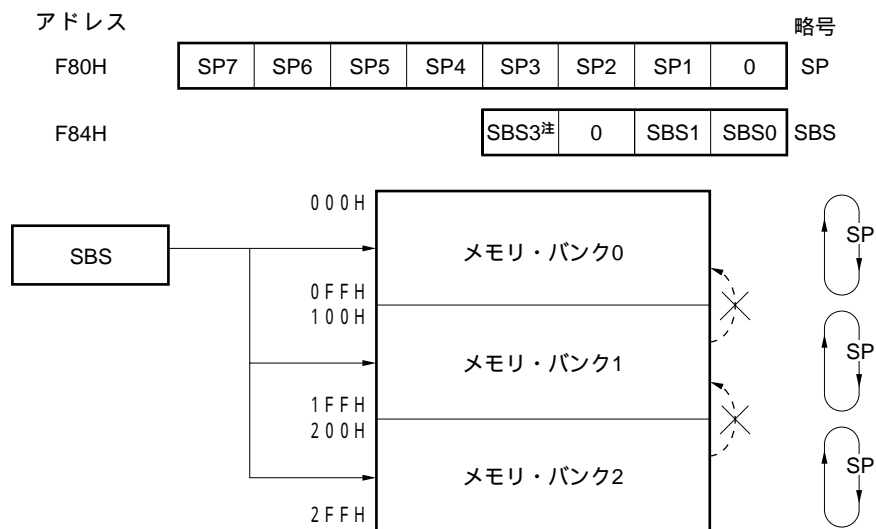 アドレス 略号
F80H SP7 SP6 SP5 SP4 SP3 SP2 SP1 0 SP
F84H SBS3注 0 SBS1 SBS0 SBS
000H
SBS メモリ・バンク0 SP
0FFH
100H
メモリ・バンク1 SP
1FFH
200H
メモリ・バンク2 SP
2FFH